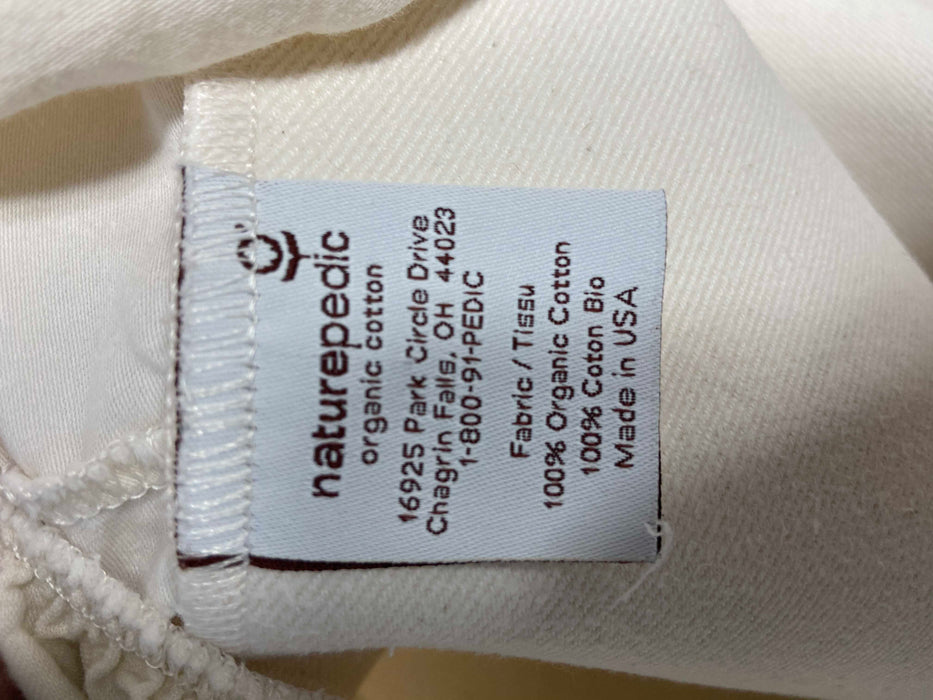 naturepedic
organic cotton
16925 Park Circle Drive
Chagrin Falls, OH 44023
1-800-91-PEDIC
Fabric / Tissu
100% Organic Cotton
100% Coton Bio
Made in USA